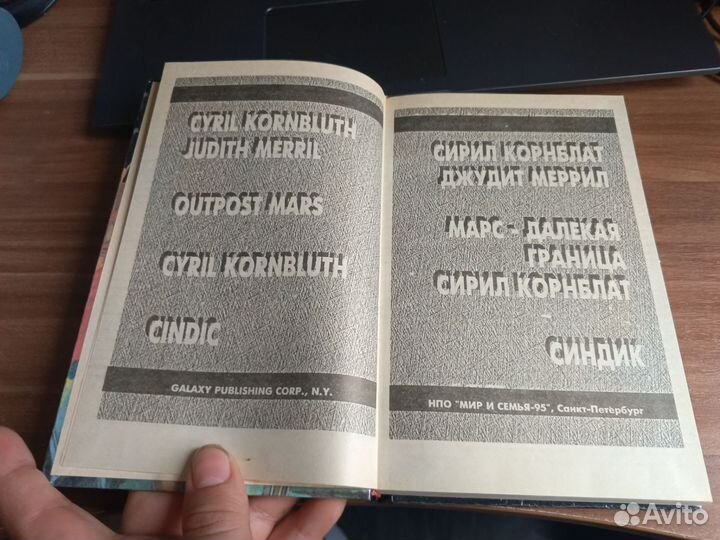 CYRIL KORNBLUTH
JUDITH MERRIL
OUTPOST MARS
CYRIL KORNBLUTH
CINDIC
GALAXY PUBLISHING CORP., N.Y.
СИРИЛ КОРНБЛАТ
ДЖУДИТ МЕРРИЛ
МАРС - ДАЛЕКАЯ
ГРАНИЦА
СИРИЛ КОРНБЛАТ
СИНДИК
НПО "МИР И СЕМЬЯ-95", Санкт-Петербург
Avito